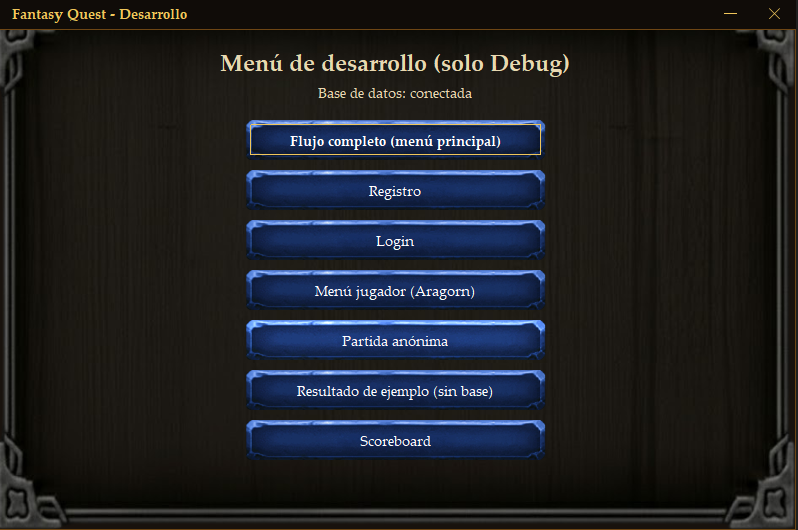 Fantasy Quest - Desarrollo
Menú de desarrollo (solo Debug)
Base de datos: conectada
Flujo completo (menú principal)
Registro
Login
Menú jugador (Aragorn)
Partida anónima
Resultado de ejemplo (sin base)
Scoreboard